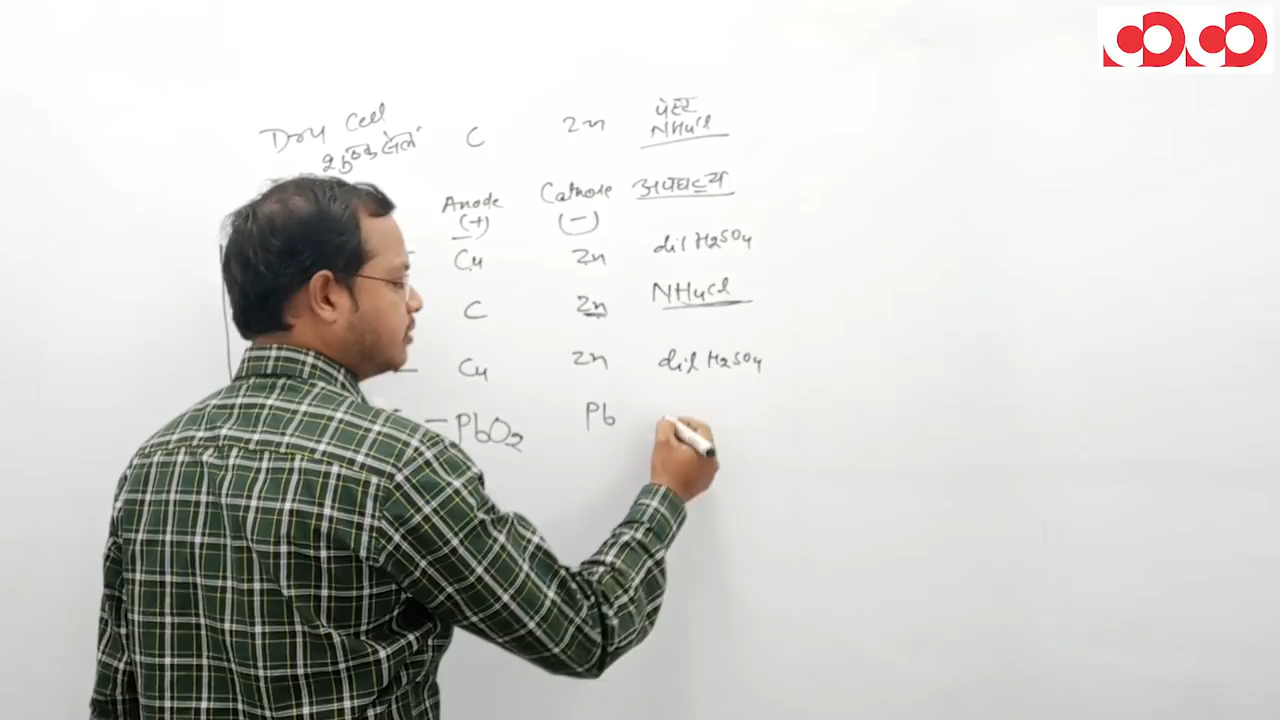 Dry Cell C Zn पेस्ट NH4Cl
शुष्क सेल
Anode (+) Cathode (-) अपघट्य
Cu Zn dil H2SO4
C Zn NH4Cl
Cu Zn dil H2SO4
PbO2 Pb